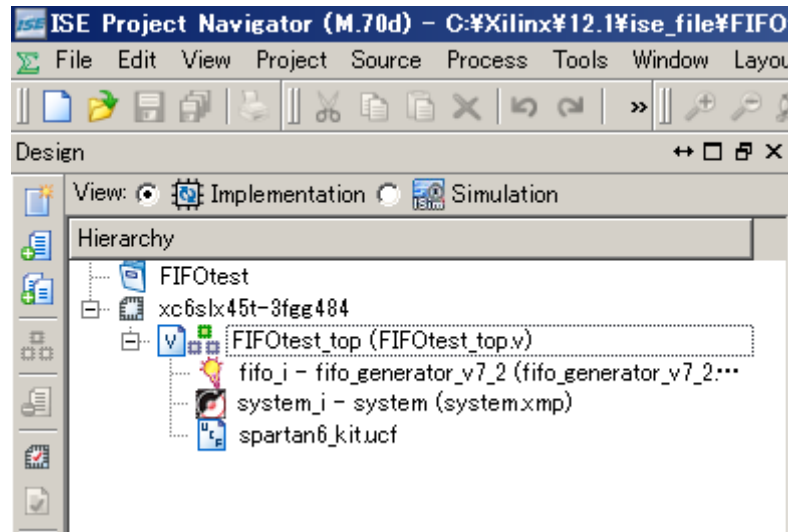 ISE Project Navigator (M.70d) - C:¥Xilinx¥12.1¥ise_file¥FIFO
File Edit View Project Source Process Tools Window Layou
Design
View: Implementation Simulation
Hierarchy
FIFOtest
xc6slx45t-3fgg484
FIFOtest_top (FIFOtest_top.v)
fifo_i - fifo_generator_v7_2 (fifo_generator_v7_2.…
system_i - system (system.xmp)
spartan6_kit.ucf